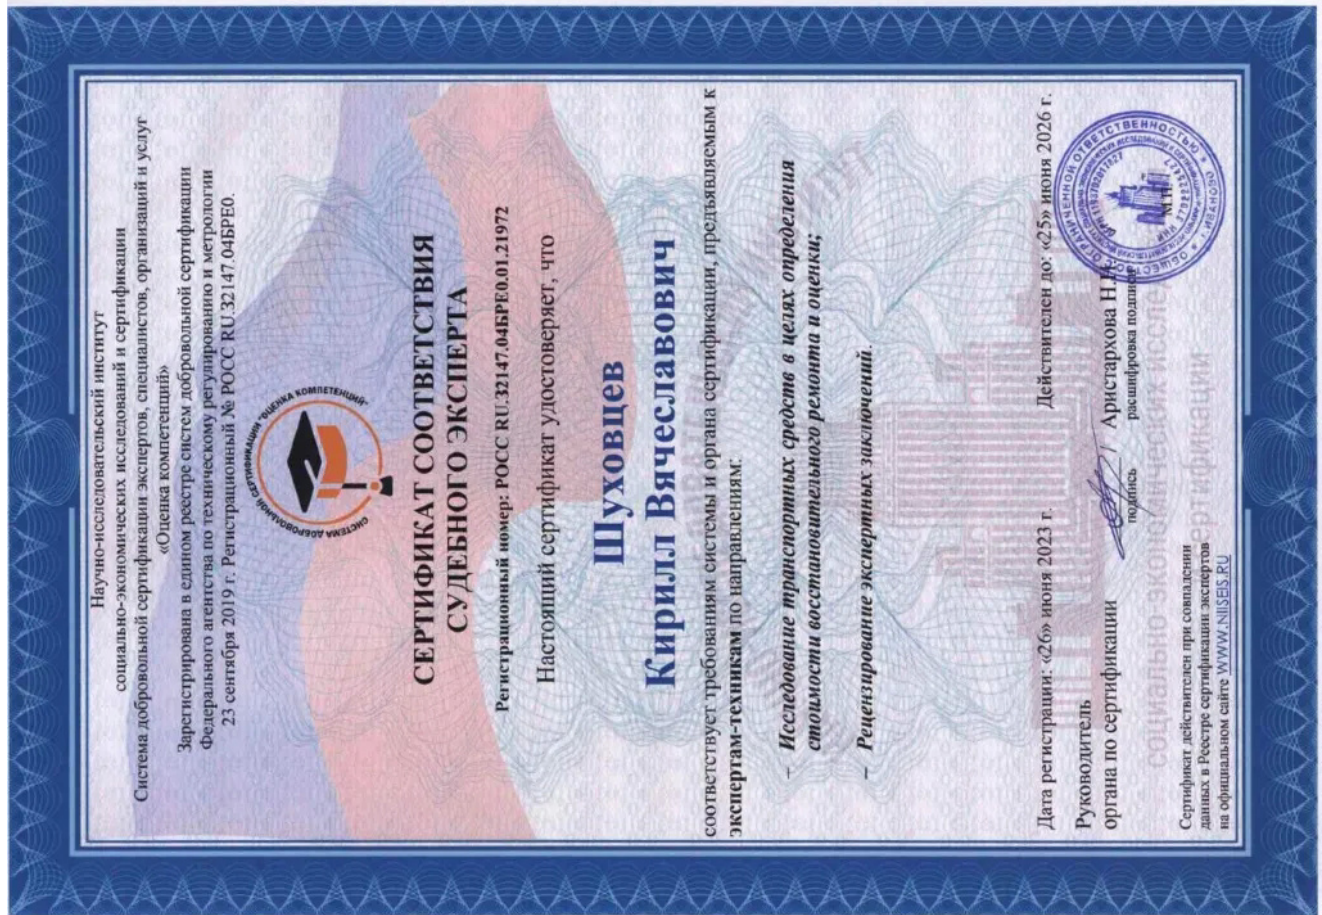 Научно-исследовательский институт
социально-экономических исследований и сертификации
Система добровольной сертификации экспертов, специалистов, организаций и услуг
«Оценка компетенций»
Зарегистрирована в едином реестре систем добровольной сертификации
Федерального агентства по техническому регулированию и метрологии
23 сентября 2019 г. Регистрационный № РОСС RU.32147.04БРЕ0.
СИСТЕМА ДОБРОВОЛЬНОЙ СЕРТИФИКАЦИИ "ОЦЕНКА КОМПЕТЕНЦИЙ"
СЕРТИФИКАТ СООТВЕТСТВИЯ
СУДЕБНОГО ЭКСПЕРТА
Регистрационный номер: РОСС RU.32147.04БРЕ0.01.21972
Настоящий сертификат удостоверяет, что
Шуховцев
Кирилл Вячеславович
соответствует требованиям системы и органа сертификации, предъявляемым к
экспертам-техникам по направлениям:
– Исследование транспортных средств в целях определения
стоимости восстановительного ремонта и оценки;
– Рецензирование экспертных заключений.
Дата регистрации: «26» июня 2023 г. Действителен до: «25» июня 2026 г.
Руководитель
органа по сертификации / Аристархова Н.И.
подпись расшифровка подписи
М.П.
Сертификат действителен при совпадении
данных в Реестре сертификации экспертов
на официальном сайте WWW.NIISEIS.RU